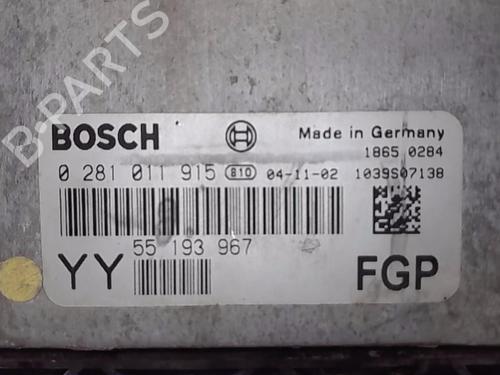 B-PARTS
BOSCH
Made in Germany
1865 0284
0 281 011 915 810 04-11-02 1039S07138
55 193 967
YY
FGP